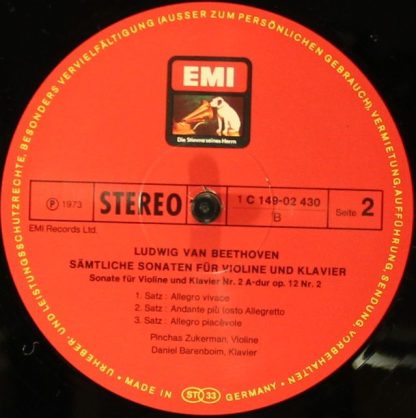 URHEBER- UND LEISTUNGSSCHUTZRECHTE, BESONDERS VERVIELFÄLTIGUNG (AUSSER ZUM PERSÖNLICHEN GEBRAUCH), VERMIETUNG, AUFFÜHRUNG, SENDUNG, VORBEHALTEN
EMI
Die Stimme seines Herrn
Ⓟ 1973
STEREO
1 C 149-02 430
B
Seite 2
EMI Records Ltd.
LUDWIG VAN BEETHOVEN
SÄMTLICHE SONATEN FÜR VIOLINE UND KLAVIER
Sonate für Violine und Klavier Nr. 2 A-dur op. 12 Nr. 2
1. Satz: Allegro vivace
2. Satz: Andante più tosto Allegretto
3. Satz: Allegro piacevole
Pinchas Zukerman, Violine
Daniel Barenboim, Klavier
• MADE IN ST 33 GERMANY •